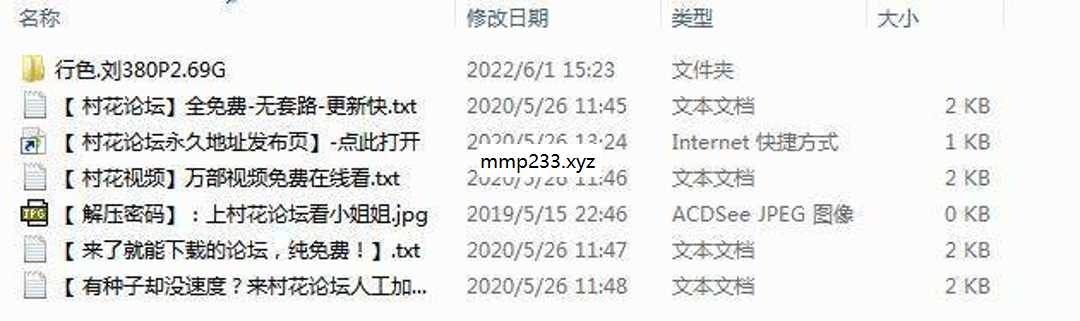 名称 修改日期 类型 大小
行色.刘380P2.69G 2022/6/1 15:23 文件夹
【 村花论坛】全免费-无套路-更新快.txt 2020/5/26 11:45 文本文档 2 KB
【 村花论坛永久地址发布页】-点此打开 2020/5/26 13:24 Internet 快捷方式 1 KB
mmp233.xyz
【 村花视频】万部视频免费在线看.txt 2020/5/26 11:46 文本文档 2 KB
【 解压密码】：上村花论坛看小姐姐.jpg 2019/5/15 22:46 ACDSee JPEG 图像 0 KB
【 来了就能下载的论坛，纯免费！】.txt 2020/5/26 11:47 文本文档 2 KB
【 有种子却没速度？来村花论坛人工加... 2020/5/26 11:48 文本文档 2 KB